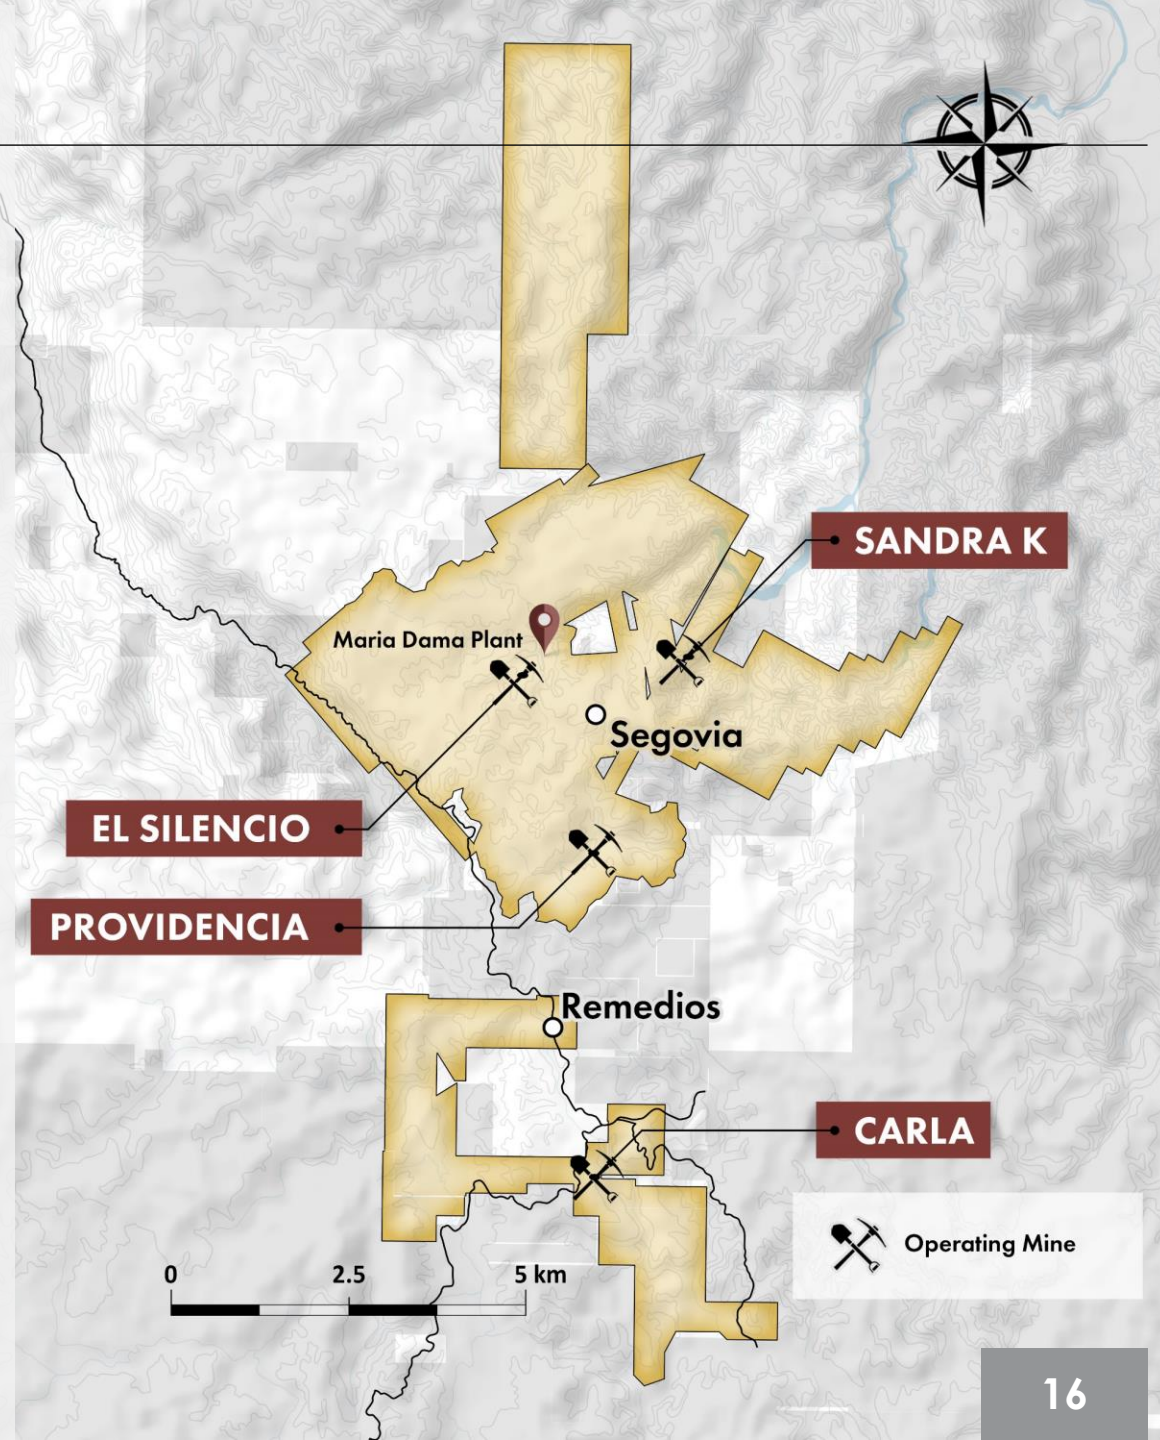 SANDRA K
Maria Dama Plant
Segovia
EL SILENCIO
PROVIDENCIA
Remedios
CARLA
Operating Mine
0 2.5 5 km
16